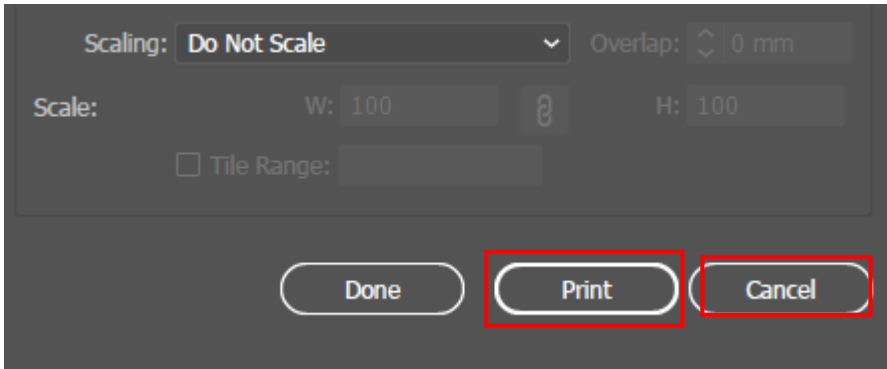 Scaling: Do Not Scale Overlap: 0 mm
Scale: W: 100 H: 100
Tile Range:
Done Print Cancel